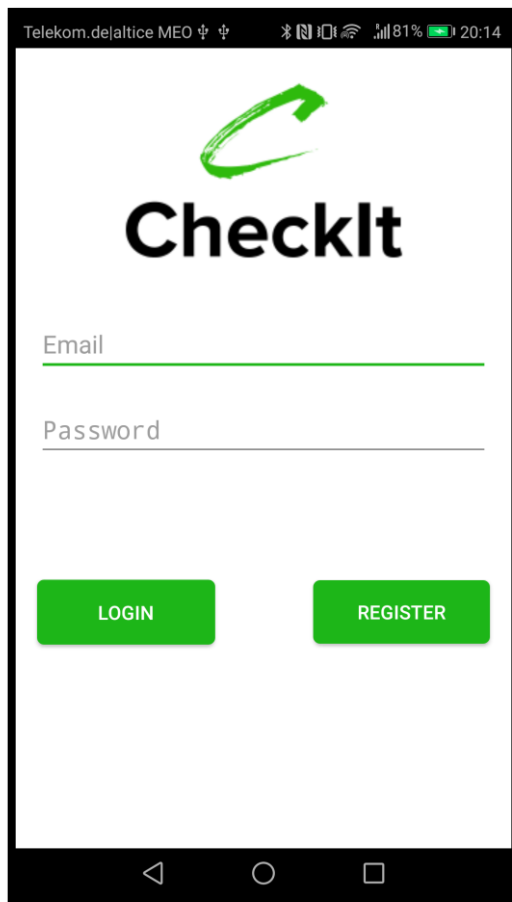 Telekom.de|altice MEO 81% 20:14
CheckIt
Email
Password
LOGIN REGISTER